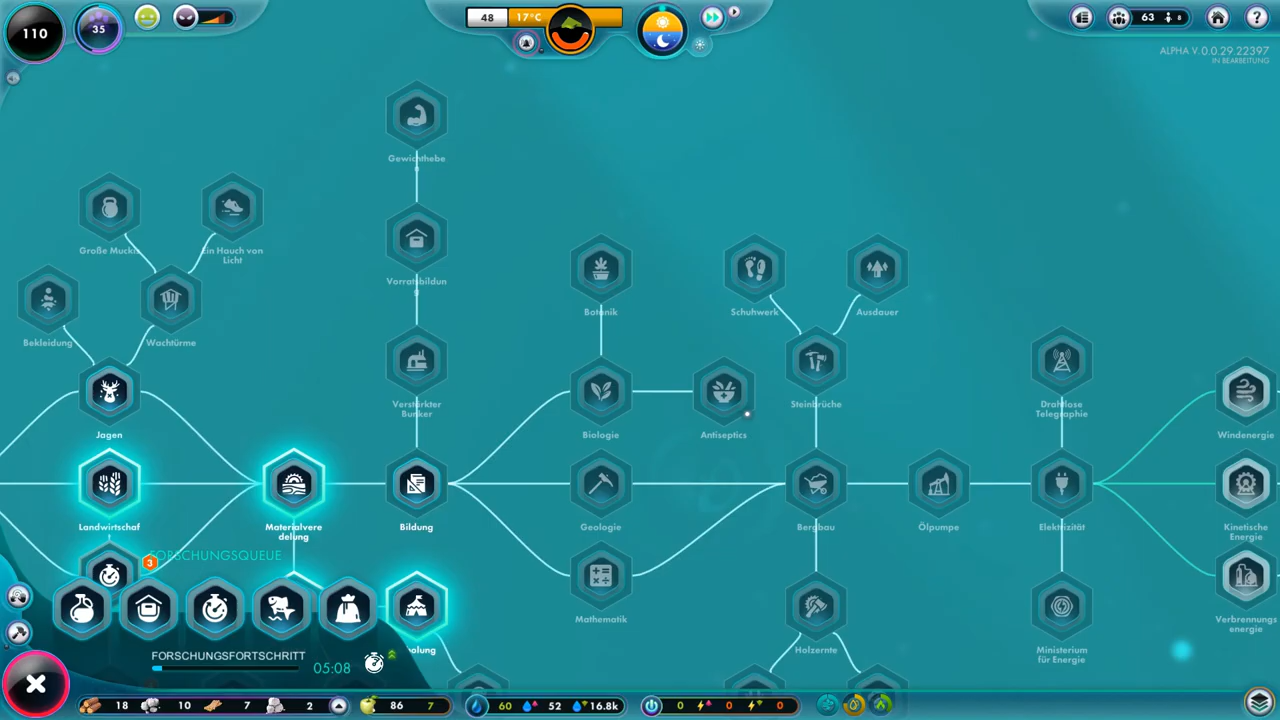 110
35
48
17°C
63
8
?
ALPHA V. 0.0.29.22397
IN BEARBEITUNG
Gewichthebe
Große Muckis
Ein Hauch von
Licht
Vorratsbildun
Botanik
Schuhwerk
Ausdauer
Bekleidung
Wachtürme
Verstärkter
Bunker
Steinbrüche
Drahtlose
Telegraphie
Jagen
Biologie
Antiseptics
Windenergie
Landwirtschaf
Materialvere
delung
Bildung
Geologie
Bergbau
Ölpumpe
Elektrizität
Kinetische
Energie
FORSCHUNGSQUEUE
3
Mathematik
Verbrennungs
energie
Holzernte
Ministerium
für Energie
FORSCHUNGSFORTSCHRITT
05:08
18
10
7
2
86
7
60
52
16.8k
0
0
0